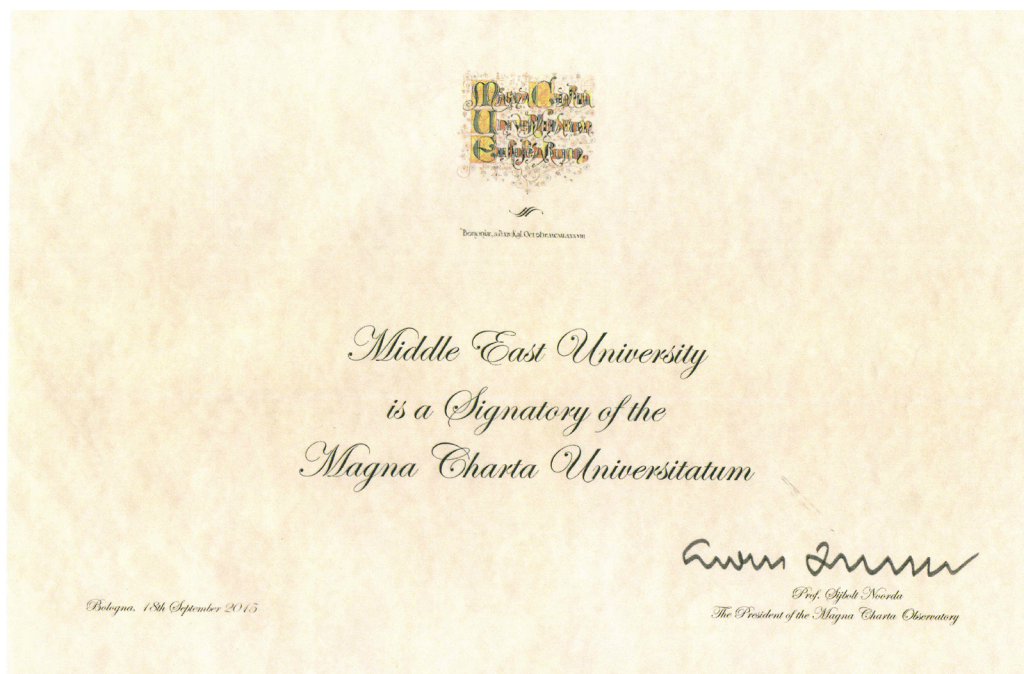 Magna Charta
Universitatum
Middle East University
is a Signatory of the
Magna Charta Universitatum
Prof. Sijbolt Noorda
The President of the Magna Charta Observatory
Bologna, 18th September 2015